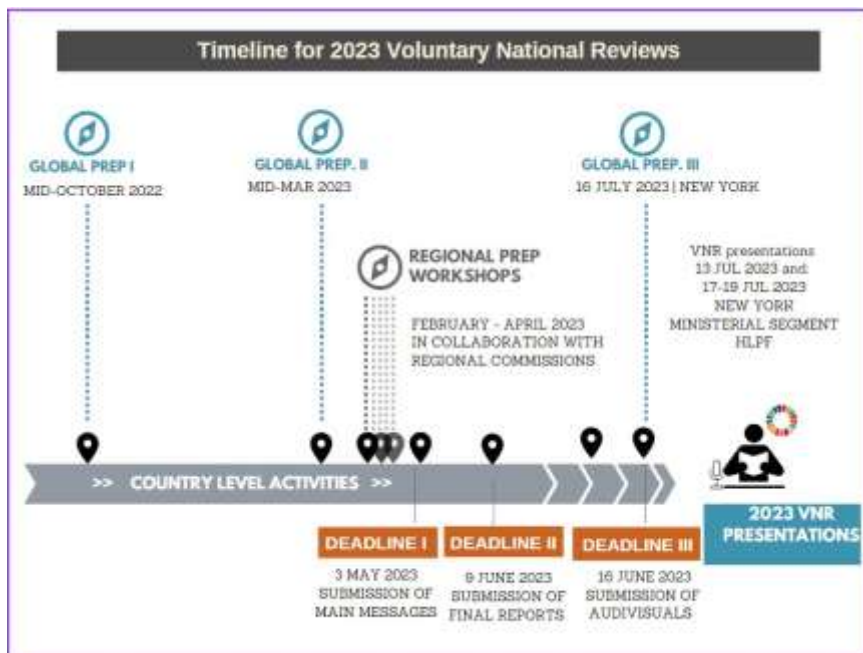 Timeline for 2023 Voluntary National Reviews
GLOBAL PREP I
MID-OCTOBER 2022
GLOBAL PREP. II
MID-MAR 2023
GLOBAL PREP. III
16 JULY 2023 | NEW YORK
REGIONAL PREP
WORKSHOPS
FEBRUARY - APRIL 2023
IN COLLABORATION WITH
REGIONAL COMMISSIONS
VNR presentations
13 JUL 2023 and
17-19 JUL 2023
NEW YORK
MINISTERIAL SEGMENT
HLPF
>> COUNTRY LEVEL ACTIVITIES >>
DEADLINE I
3 MAY 2023
SUBMISSION OF
MAIN MESSAGES
DEADLINE II
9 JUNE 2023
SUBMISSION OF
FINAL REPORTS
DEADLINE III
16 JUNE 2023
SUBMISSION OF
AUDIVISUALS
2023 VNR
PRESENTATIONS